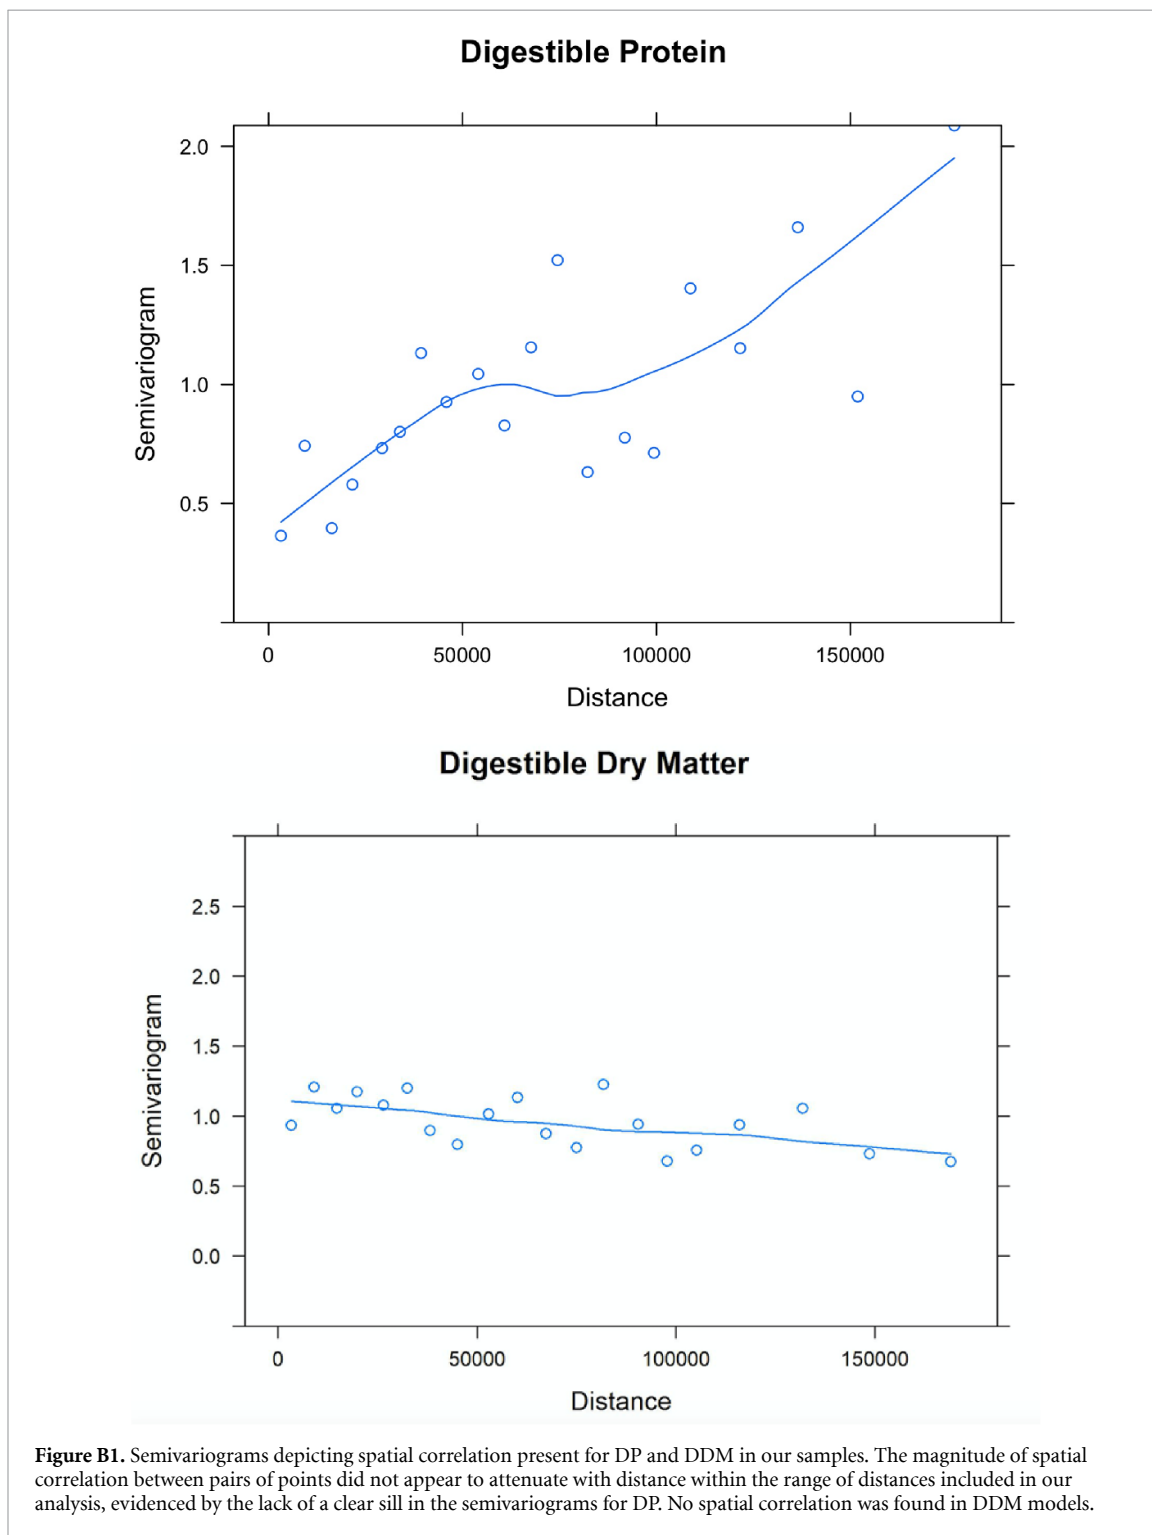 Digestible Protein
2.0
1.5
1.0
0.5
Semivariogram
0 50000 100000 150000
Distance
Digestible Dry Matter
2.5
2.0
1.5
1.0
0.5
0.0
Semivariogram
0 50000 100000 150000
Distance
Figure B1. Semivariograms depicting spatial correlation present for DP and DDM in our samples. The magnitude of spatial
correlation between pairs of points did not appear to attenuate with distance within the range of distances included in our
analysis, evidenced by the lack of a clear sill in the semivariograms for DP. No spatial correlation was found in DDM models.